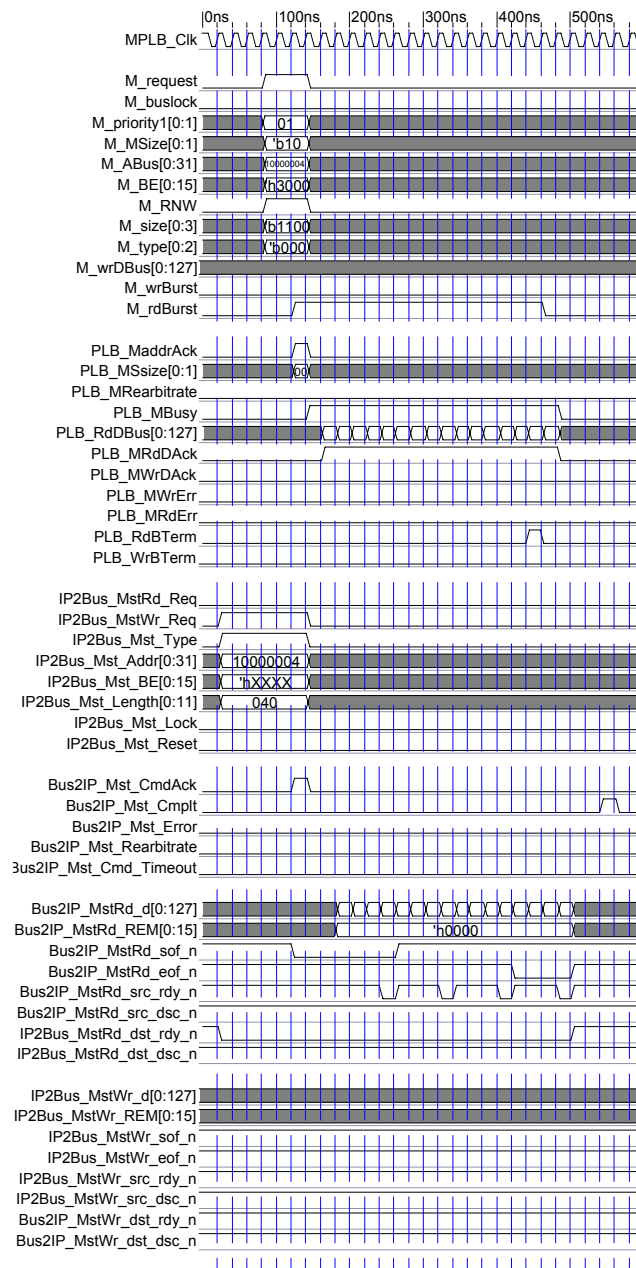 0ns 100ns 200ns 300ns 400ns 500ns
MPLB_Clk
M_request
M_buslock
M_priority1[0:1] 01
M_MSize[0:1] 'b10
M_ABus[0:31] 10000004
M_BE[0:15] 'h3000
M_RNW
M_size[0:3] 'b1100
M_type[0:2] 'b000
M_wrDBus[0:127]
M_wrBurst
M_rdBurst
PLB_MaddrAck
PLB_MSsize[0:1] 00
PLB_MRearbitrate
PLB_MBusy
PLB_RdDBus[0:127]
PLB_MRdDAck
PLB_MWrDAck
PLB_MWrErr
PLB_MRdErr
PLB_RdBTerm
PLB_WrBTerm
IP2Bus_MstRd_Req
IP2Bus_MstWr_Req
IP2Bus_Mst_Type
IP2Bus_Mst_Addr[0:31] 10000004
IP2Bus_Mst_BE[0:15] 'hXXXX
IP2Bus_Mst_Length[0:11] 040
IP2Bus_Mst_Lock
IP2Bus_Mst_Reset
Bus2IP_Mst_CmdAck
Bus2IP_Mst_Cmplt
Bus2IP_Mst_Error
Bus2IP_Mst_Rearbitrate
Bus2IP_Mst_Cmd_Timeout
Bus2IP_MstRd_d[0:127]
Bus2IP_MstRd_REM[0:15] 'h0000
Bus2IP_MstRd_sof_n
Bus2IP_MstRd_eof_n
Bus2IP_MstRd_src_rdy_n
Bus2IP_MstRd_src_dsc_n
IP2Bus_MstRd_dst_rdy_n
IP2Bus_MstRd_dst_dsc_n
IP2Bus_MstWr_d[0:127]
IP2Bus_MstWr_REM[0:15]
IP2Bus_MstWr_sof_n
IP2Bus_MstWr_eof_n
IP2Bus_MstWr_src_rdy_n
IP2Bus_MstWr_src_dsc_n
Bus2IP_MstWr_dst_rdy_n
Bus2IP_MstWr_dst_dsc_n